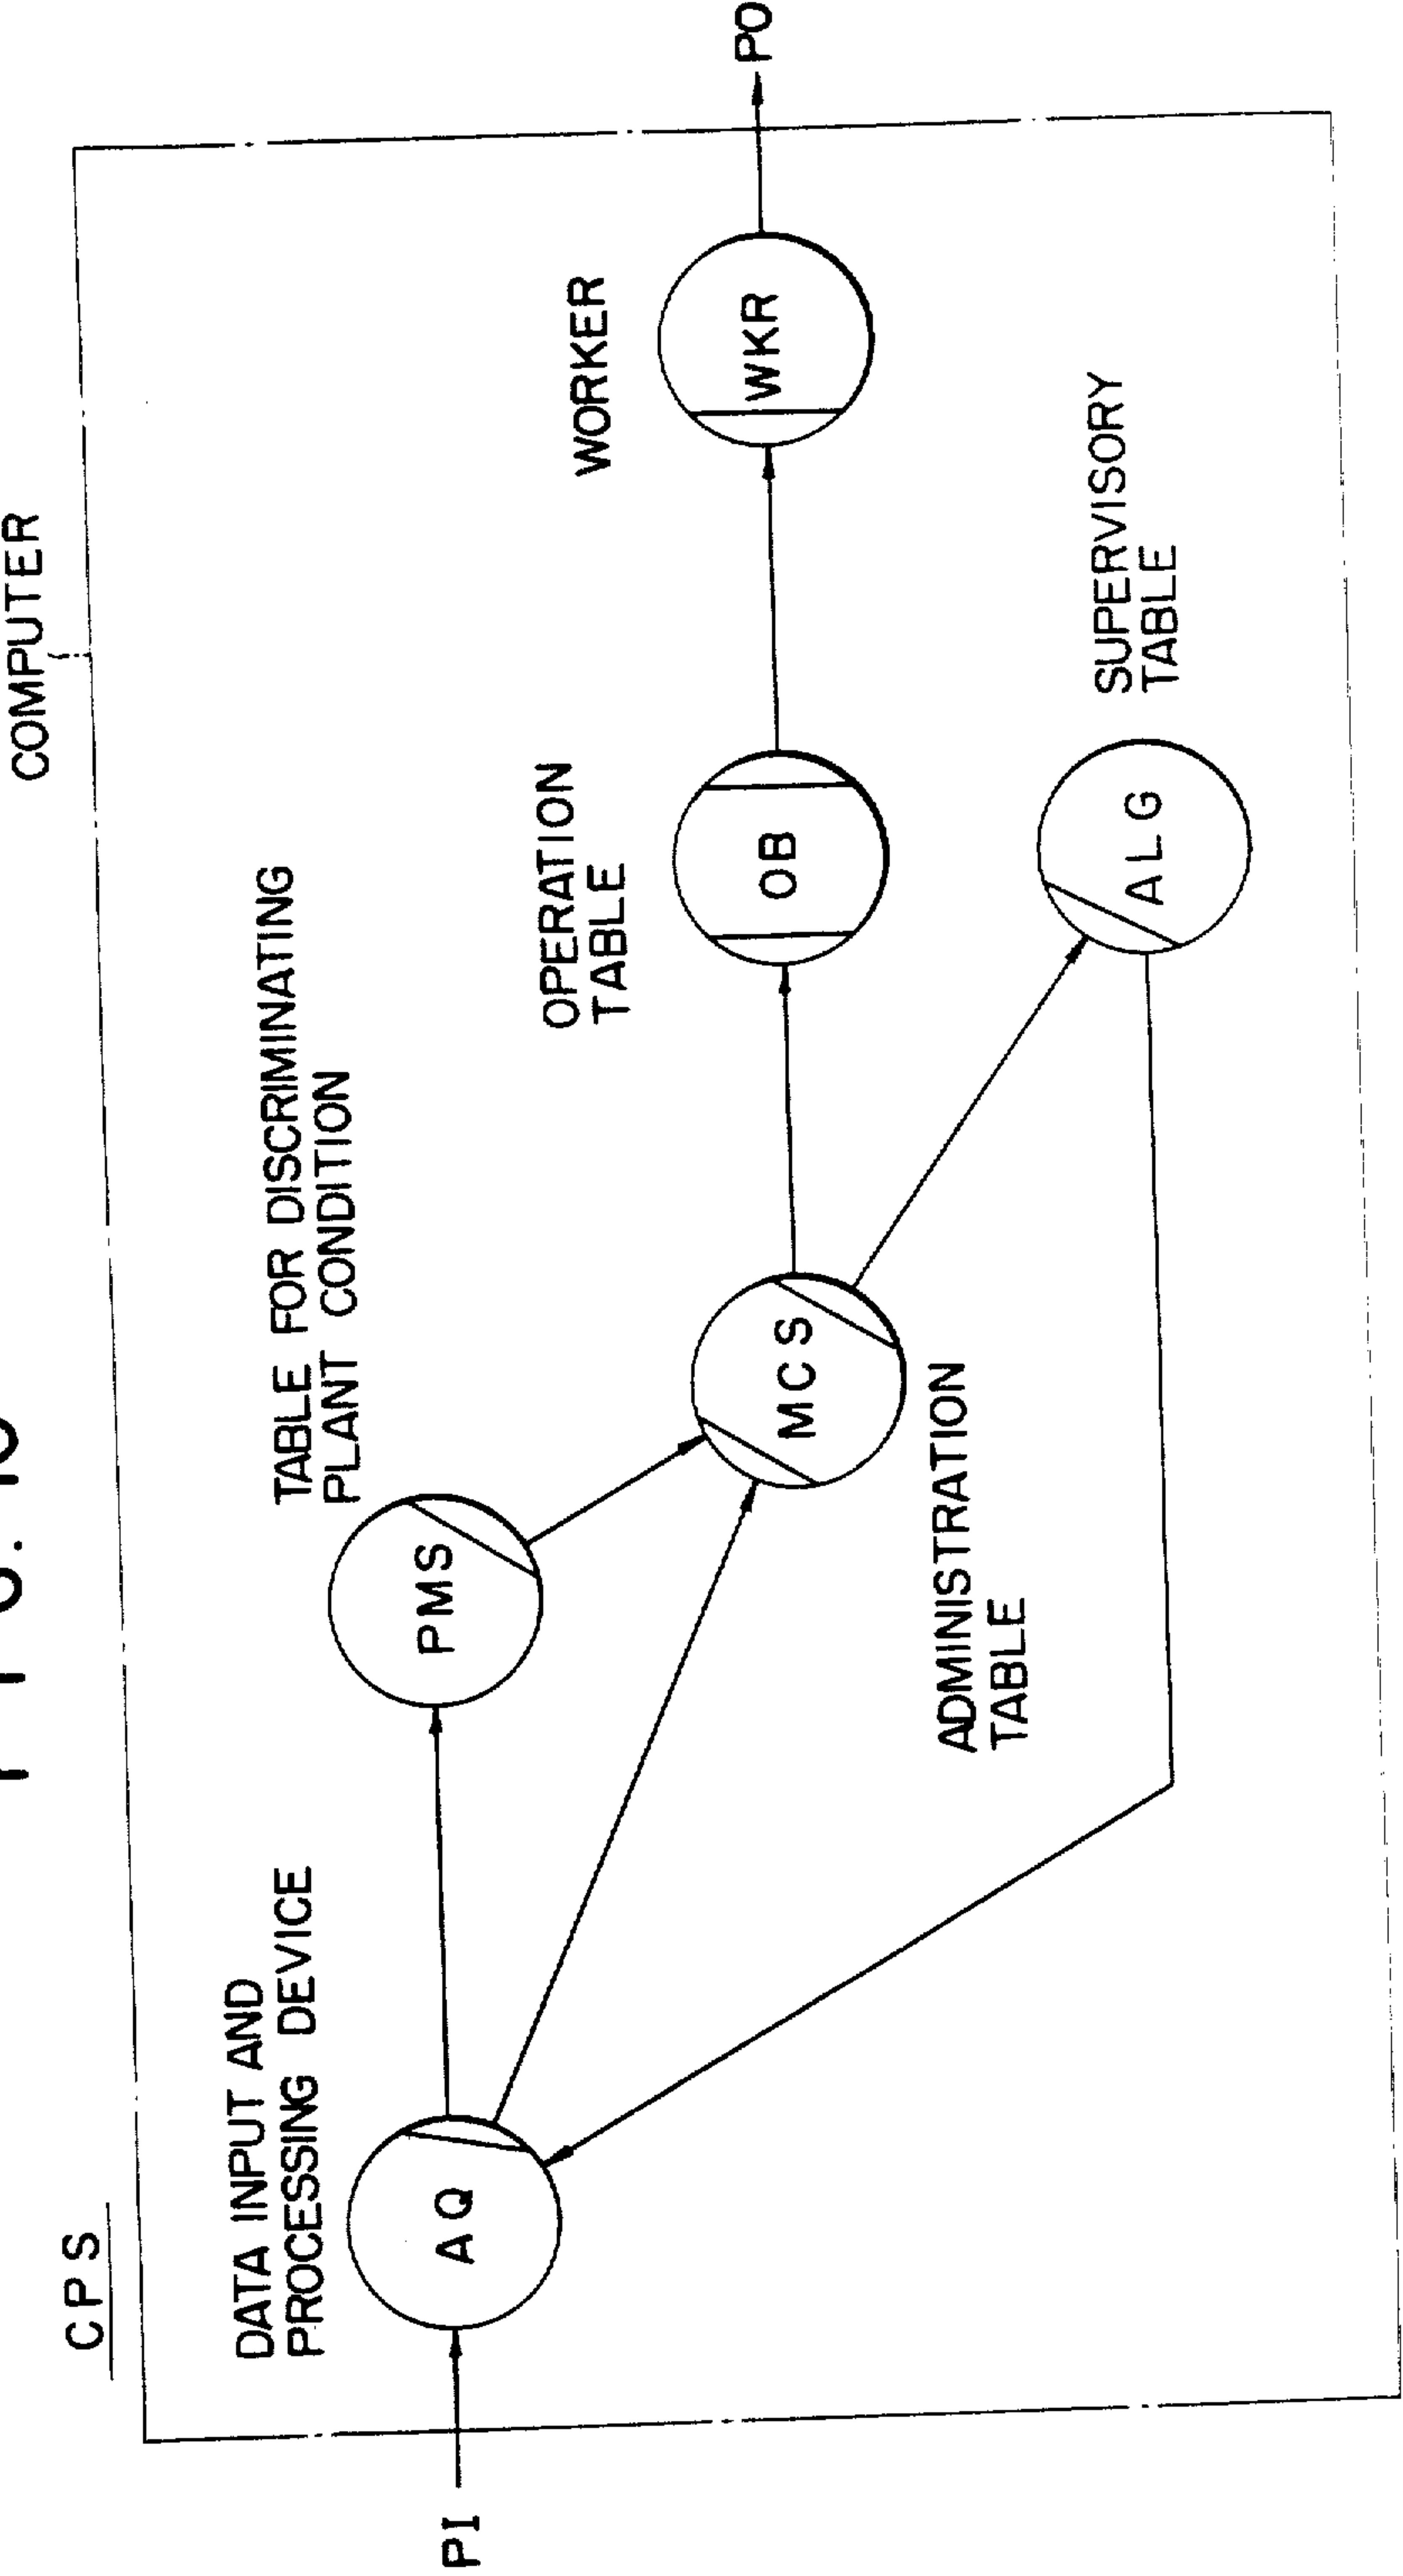 COMPUTER
CPS
DATA INPUT AND
PROCESSING DEVICE
TABLE FOR DISCRIMINATING
PLANT CONDITION
PI
AQ
PMS
OPERATION
TABLE
WORKER
PO
MCS
OB
WKR
ADMINISTRATION
TABLE
ALG
SUPERVISORY
TABLE